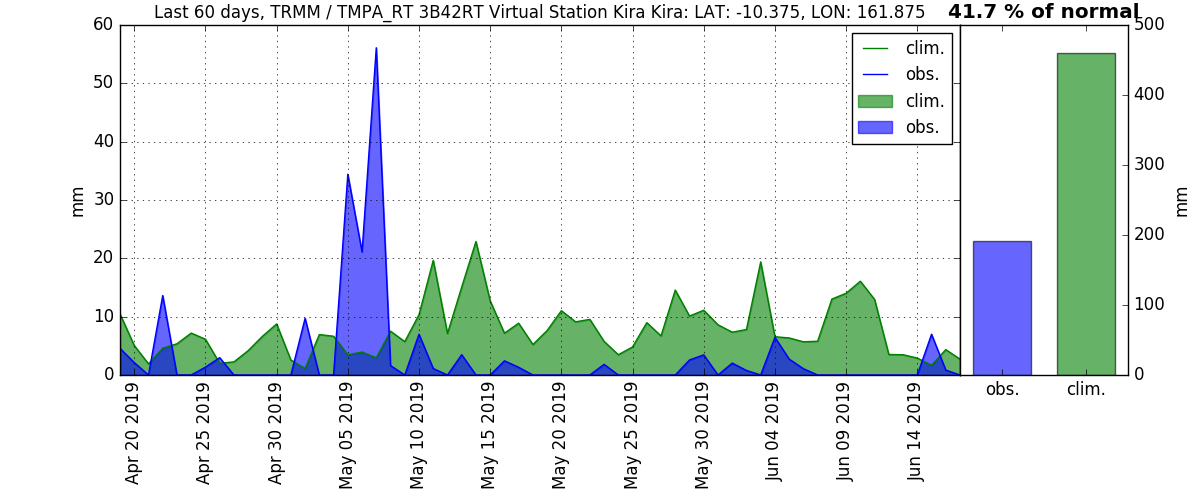 Last 60 days, TRMM / TMPA_RT 3B42RT Virtual Station Kira Kira: LAT: -10.375, LON: 161.875
41.7 % of normal
60
50
40
30
20
10
0
mm
clim.
obs.
clim.
obs.
500
400
300
200
100
0
mm
Apr 20 2019
Apr 25 2019
Apr 30 2019
May 05 2019
May 10 2019
May 15 2019
May 20 2019
May 25 2019
May 30 2019
Jun 04 2019
Jun 09 2019
Jun 14 2019
obs.
clim.